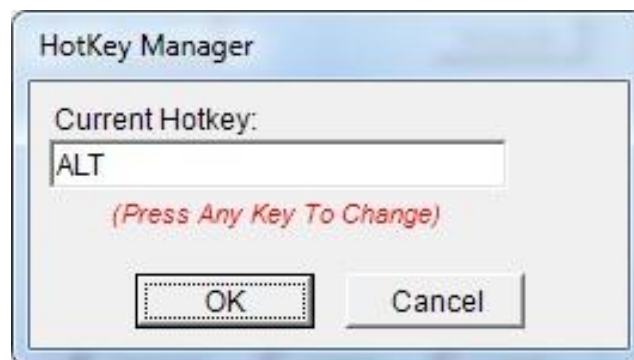 HotKey Manager
Current Hotkey:
ALT
(Press Any Key To Change)
OK
Cancel